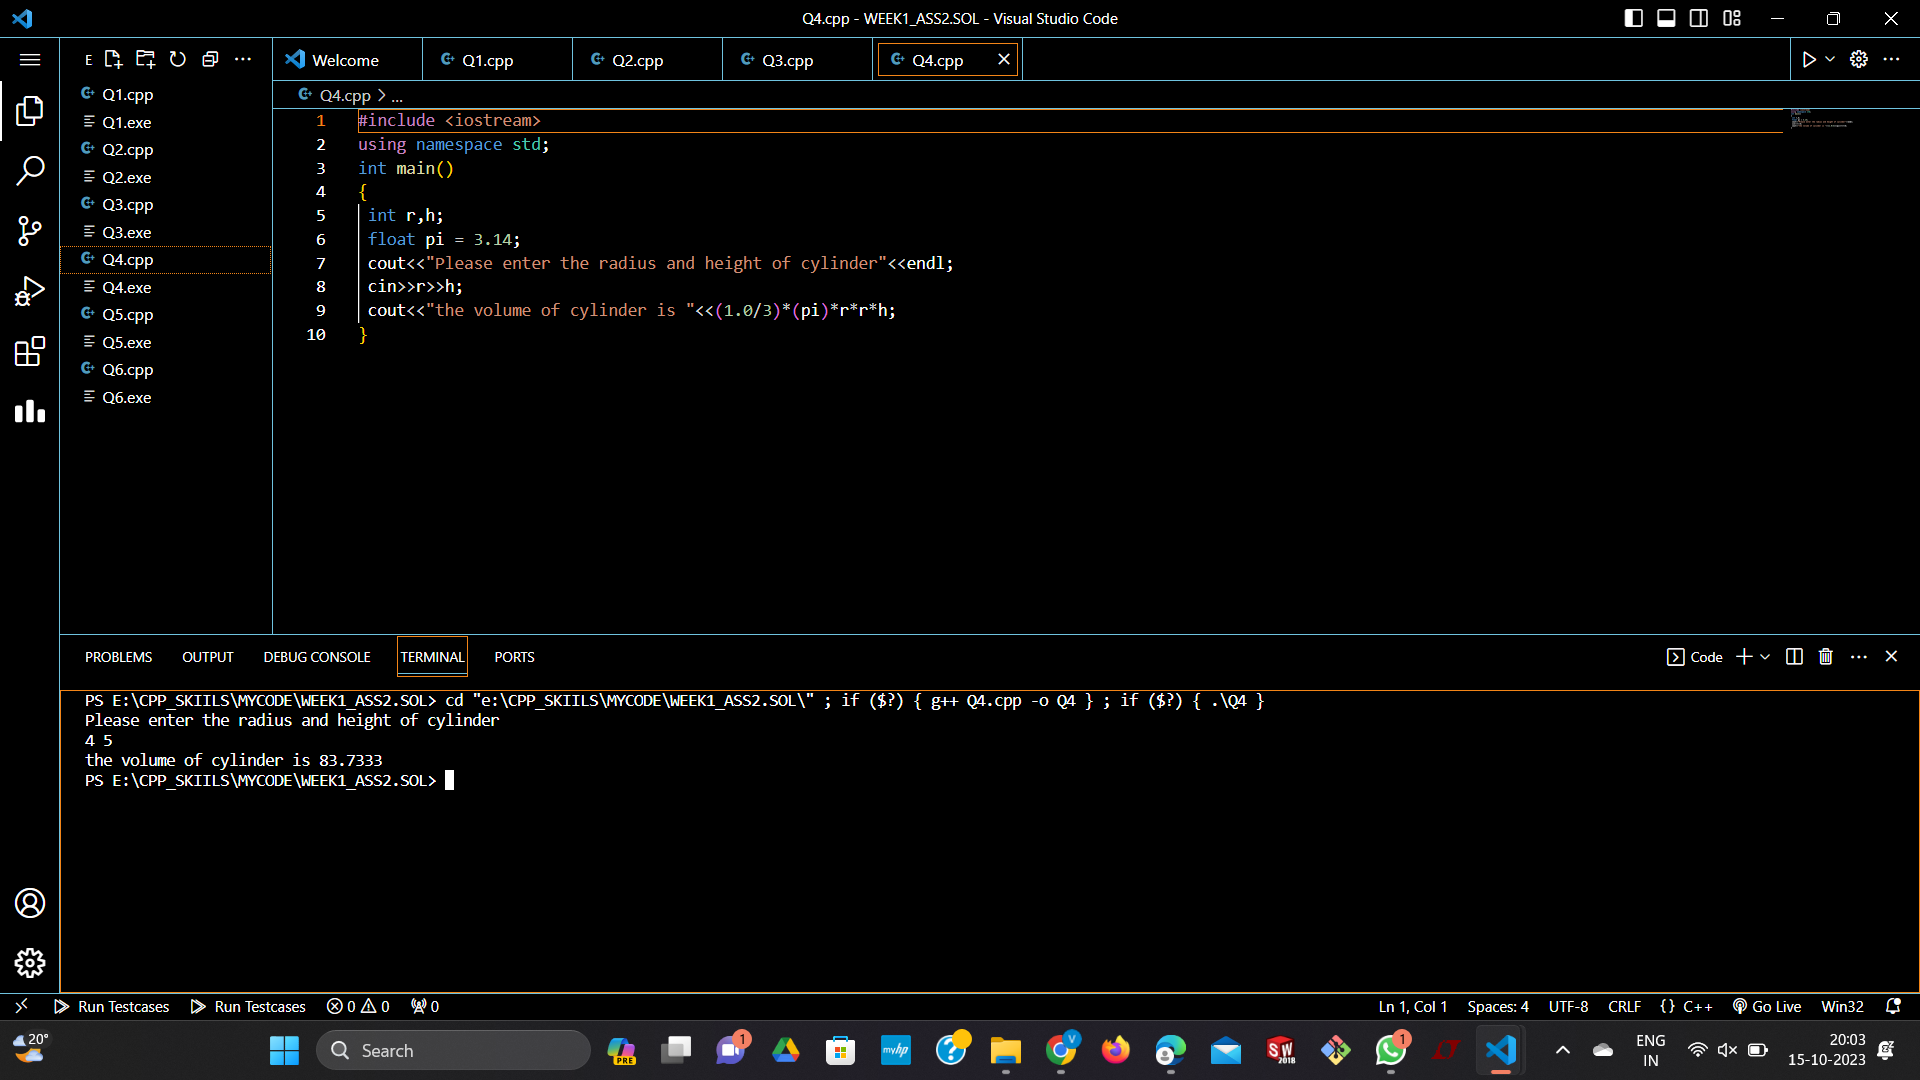 Q4.cpp - WEEK1_ASS2.SOL - Visual Studio Code
E
Welcome
Q1.cpp
Q2.cpp
Q3.cpp
Q4.cpp
Q4.cpp > ...
Q1.cpp
Q1.exe
Q2.cpp
Q2.exe
Q3.cpp
Q3.exe
Q4.cpp
Q4.exe
Q5.cpp
Q5.exe
Q6.cpp
Q6.exe
1 #include <iostream>
2 using namespace std;
3 int main()
4 {
5 int r,h;
6 float pi = 3.14;
7 cout<<"Please enter the radius and height of cylinder"<<endl;
8 cin>>r>>h;
9 cout<<"the volume of cylinder is "<<(1.0/3)*(pi)*r*r*h;
10 }
PROBLEMS OUTPUT DEBUG CONSOLE TERMINAL PORTS
Code
PS E:\CPP_SKIILS\MYCODE\WEEK1_ASS2.SOL> cd "e:\CPP_SKIILS\MYCODE\WEEK1_ASS2.SOL\" ; if ($?) { g++ Q4.cpp -o Q4 } ; if ($?) { .\Q4 }
Please enter the radius and height of cylinder
4 5
the volume of cylinder is 83.7333
PS E:\CPP_SKIILS\MYCODE\WEEK1_ASS2.SOL>
Run Testcases Run Testcases 0 0 0 Ln 1, Col 1 Spaces: 4 UTF-8 CRLF {} C++ Go Live Win32
20°
Search
PRE
1
myhp
?
V
SW
2018
1
ENG
IN
20:03
15-10-2023